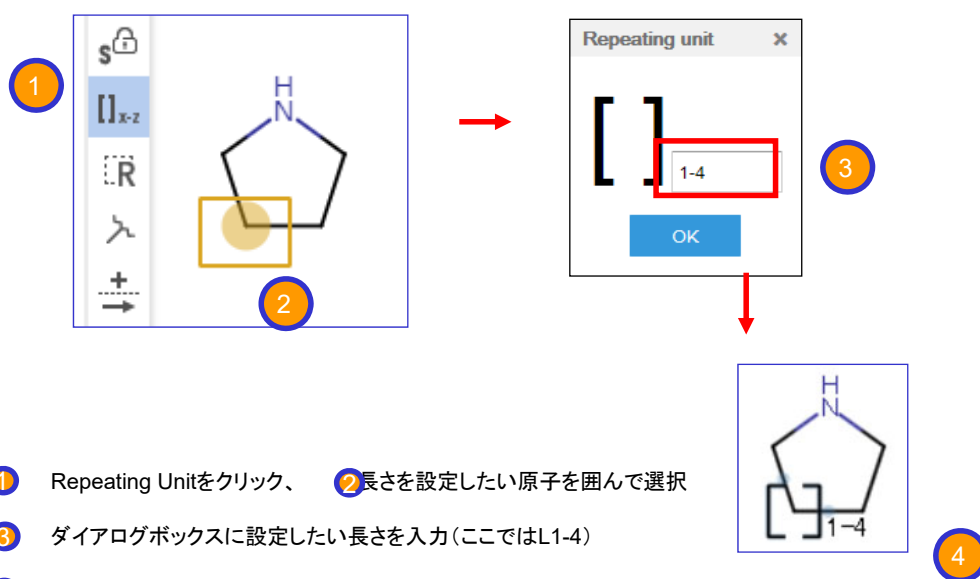 S
1
[]x-z
R
H
N
2
Repeating unit ×
[ ] 1-4
3
OK
H
N
[ ]1-4
4
1 Repeating Unitをクリック、 2 長さを設定したい原子を囲んで選択
3 ダイアログボックスに設定したい長さを入力（ここではL1-4）